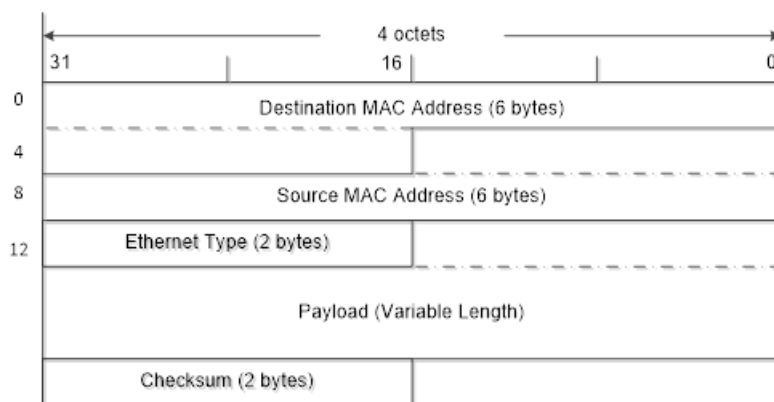 4 octets
31 16 0
0 Destination MAC Address (6 bytes)
4
8 Source MAC Address (6 bytes)
12 Ethernet Type (2 bytes)
Payload (Variable Length)
Checksum (2 bytes)